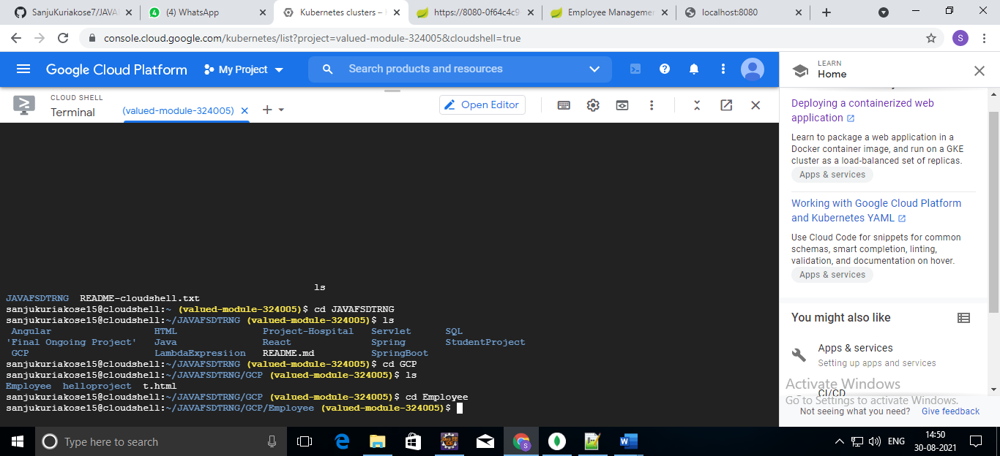 SanjuKuriakose7/JAVA
(4) WhatsApp
Kubernetes clusters –
https://8080-0f64c4c9
Employee Manageme
localhost:8080
console.cloud.google.com/kubernetes/list?project=valued-module-324005&cloudshell=true
S
Google Cloud Platform
My Project
Search products and resources
LEARN
Home
CLOUD SHELL
Terminal
(valued-module-324005)
Open Editor
Deploying a containerized web
application
Learn to package a web application in a
Docker container image, and run on a GKE
cluster as a load-balanced set of replicas.
Apps & services
Working with Google Cloud Platform
and Kubernetes YAML
Use Cloud Code for snippets for common
schemas, smart completion, linting,
validation, and documentation on hover.
Apps & services
You might also like
Apps & services
Setting up apps and services
CI/CD
Not seeing what you need? Give feedback
Activate Windows
Go to Settings to activate Windows.
ls
JAVAFSDTRNG README-cloudshell.txt
sanjukuriakose15@cloudshell:~ (valued-module-324005)$ cd JAVAFSDTRNG
sanjukuriakose15@cloudshell:~/JAVAFSDTRNG (valued-module-324005)$ ls
Angular HTML Project-Hospital Servlet SQL
'Final Ongoing Project' Java React Spring StudentProject
GCP LambdaExpresiion README.md SpringBoot
sanjukuriakose15@cloudshell:~/JAVAFSDTRNG (valued-module-324005)$ cd GCP
sanjukuriakose15@cloudshell:~/JAVAFSDTRNG/GCP (valued-module-324005)$ ls
Employee helloproject t.html
sanjukuriakose15@cloudshell:~/JAVAFSDTRNG/GCP (valued-module-324005)$ cd Employee
sanjukuriakose15@cloudshell:~/JAVAFSDTRNG/GCP/Employee (valued-module-324005)$
Type here to search
ENG
14:50
30-08-2021